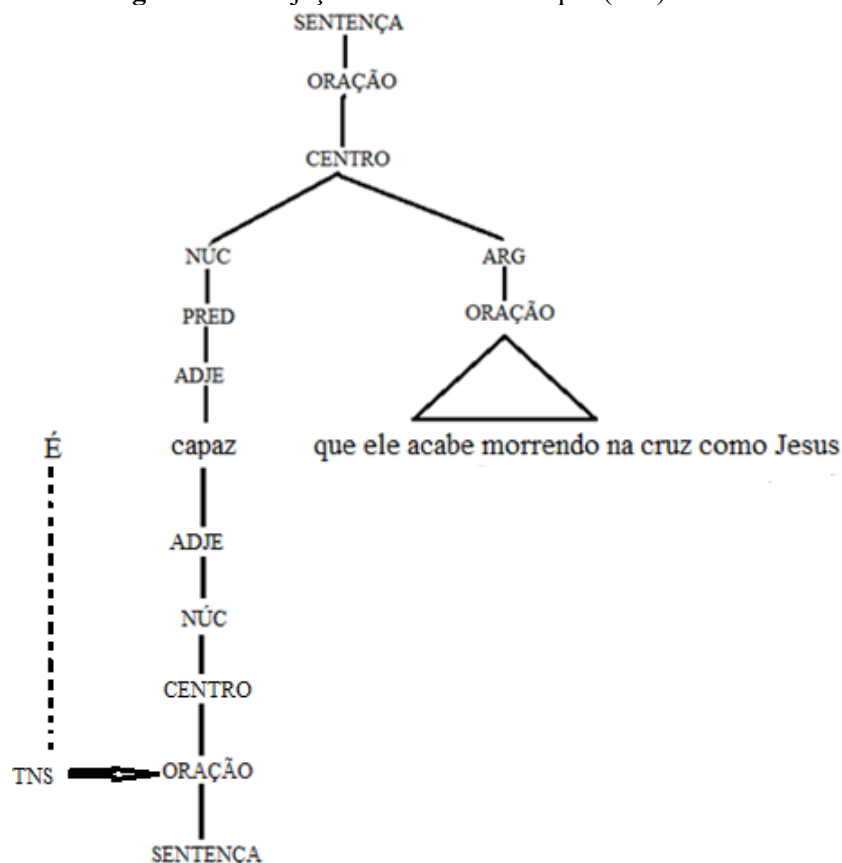 SENTENÇA
ORAÇÃO
CENTRO
NÚC ARG
PRED ORAÇÃO
ADJE
É capaz que ele acabe morrendo na cruz como Jesus
ADJE
NÚC
CENTRO
TNS ORAÇÃO
SENTENÇA